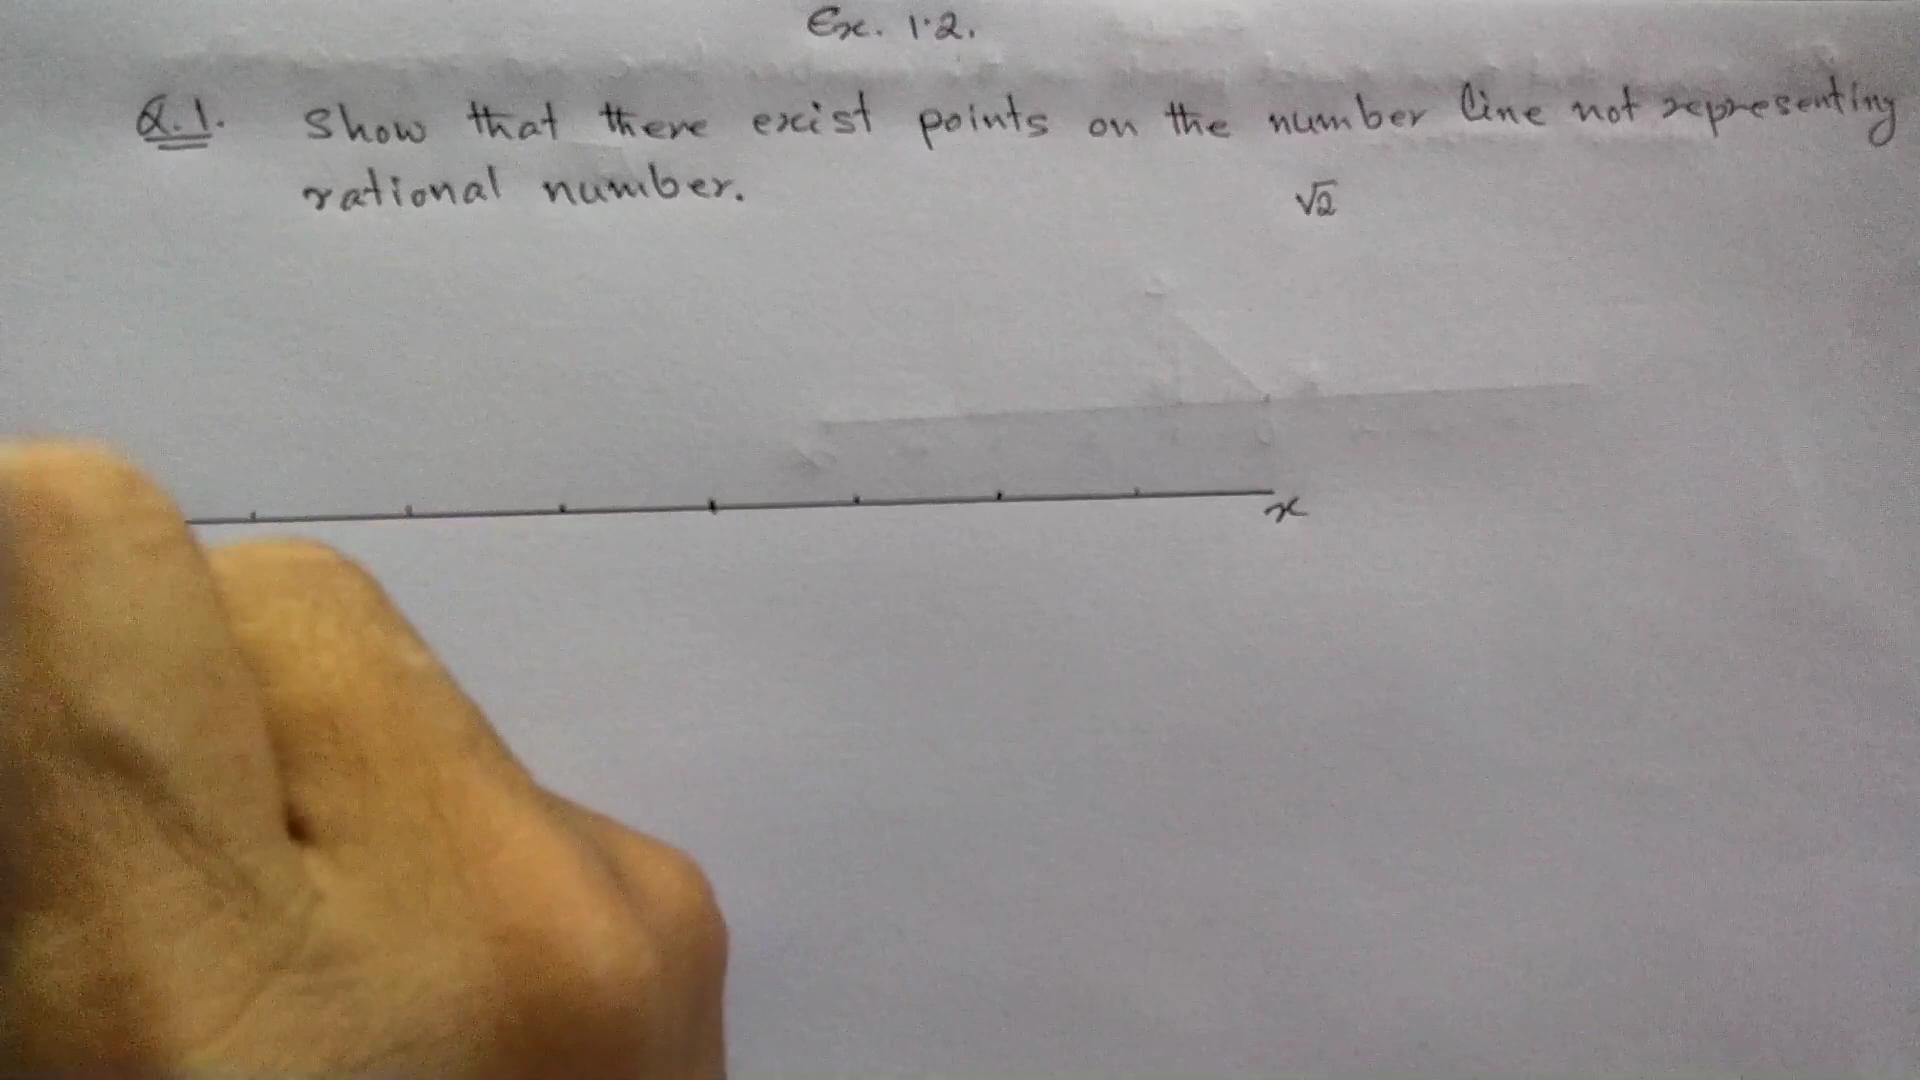 Ex. 1.2.
Q.1. Show that there exist points on the number line not representing
rational number.
√2
x